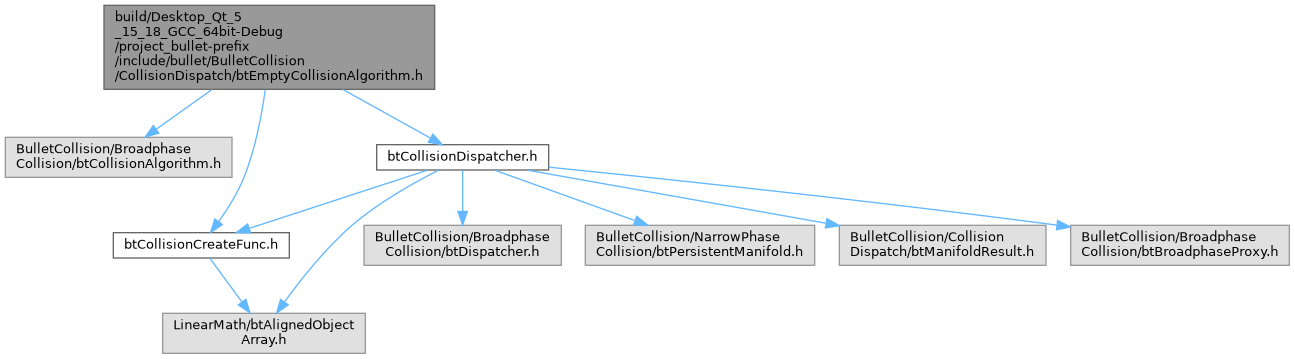 build/Desktop_Qt_5
_15_18_GCC_64bit-Debug
/project_bullet-prefix
/include/bullet/BulletCollision
/CollisionDispatch/btEmptyCollisionAlgorithm.h
BulletCollision/Broadphase
Collision/btCollisionAlgorithm.h
btCollisionDispatcher.h
btCollisionCreateFunc.h
BulletCollision/Broadphase
Collision/btDispatcher.h
BulletCollision/NarrowPhase
Collision/btPersistentManifold.h
BulletCollision/Collision
Dispatch/btManifoldResult.h
BulletCollision/Broadphase
Collision/btBroadphaseProxy.h
LinearMath/btAlignedObject
Array.h